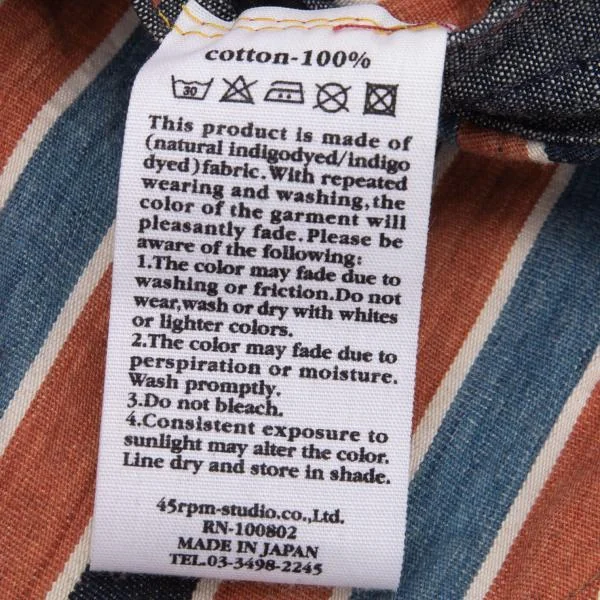 cotton-100%
30
This product is made of
(natural indigodyed/indigo
dyed)fabric.With repeated
wearing and washing,the
color of the garment will
pleasantly fade.Please be
aware of the following:
1.The color may fade due to
washing or friction.Do not
wear,wash or dry with whites
or lighter colors.
2.The color may fade due to
perspiration or moisture.
Wash promptly.
3.Do not bleach.
4.Consistent exposure to
sunlight may alter the color.
Line dry and store in shade.
45rpm-studio.co.,Ltd.
RN-100802
MADE IN JAPAN
TEL.03-3498-2245